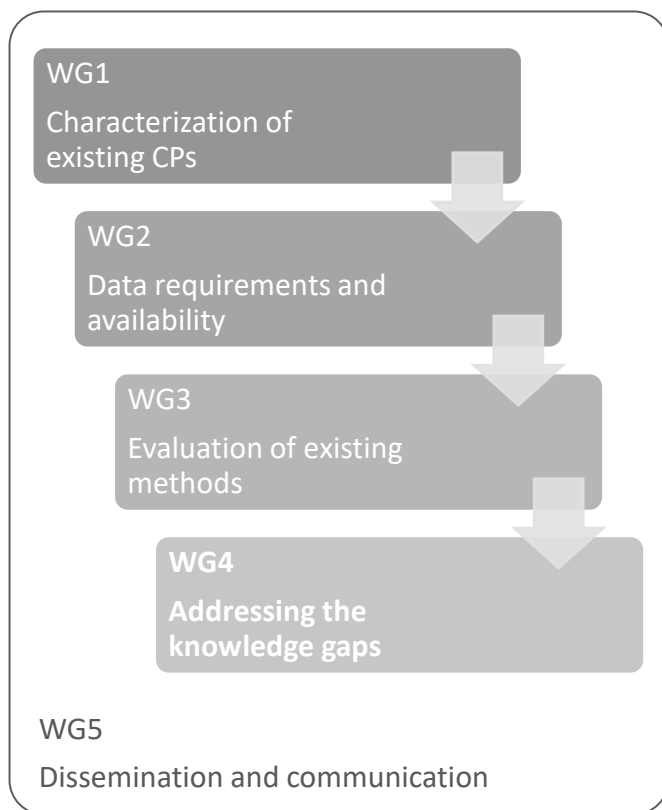 WG1
Characterization of
existing CPs
WG2
Data requirements and
availability
WG3
Evaluation of existing
methods
WG4
Addressing the
knowledge gaps
WG5
Dissemination and communication